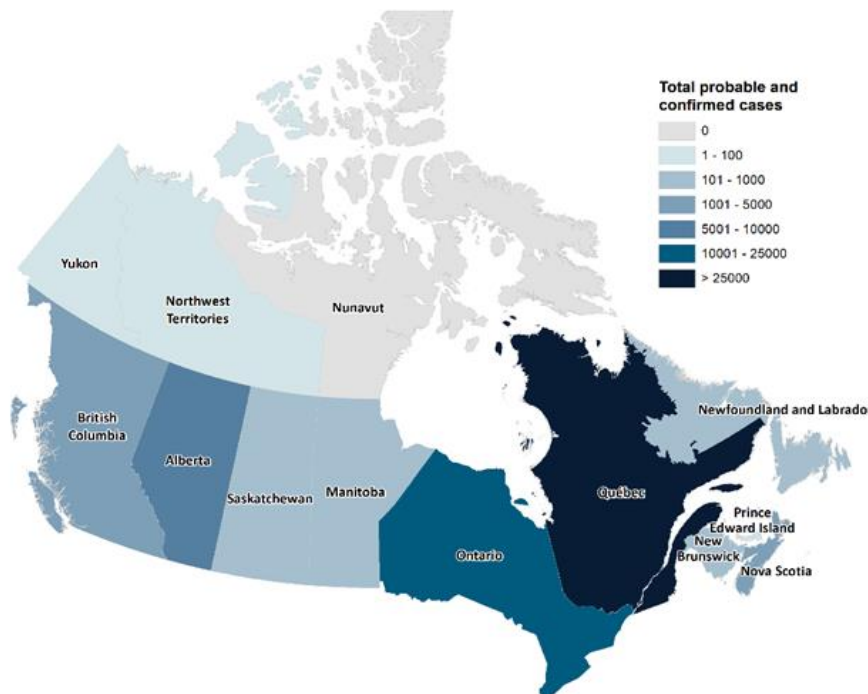 Total probable and
confirmed cases
0
1 - 100
101 - 1000
1001 - 5000
5001 - 10000
10001 - 25000
> 25000
Yukon
Northwest
Territories
Nunavut
British
Columbia
Alberta
Saskatchewan
Manitoba
Ontario
Québec
Newfoundland and Labrado
Prince
Edward Island
New
Brunswick
Nova Scotia